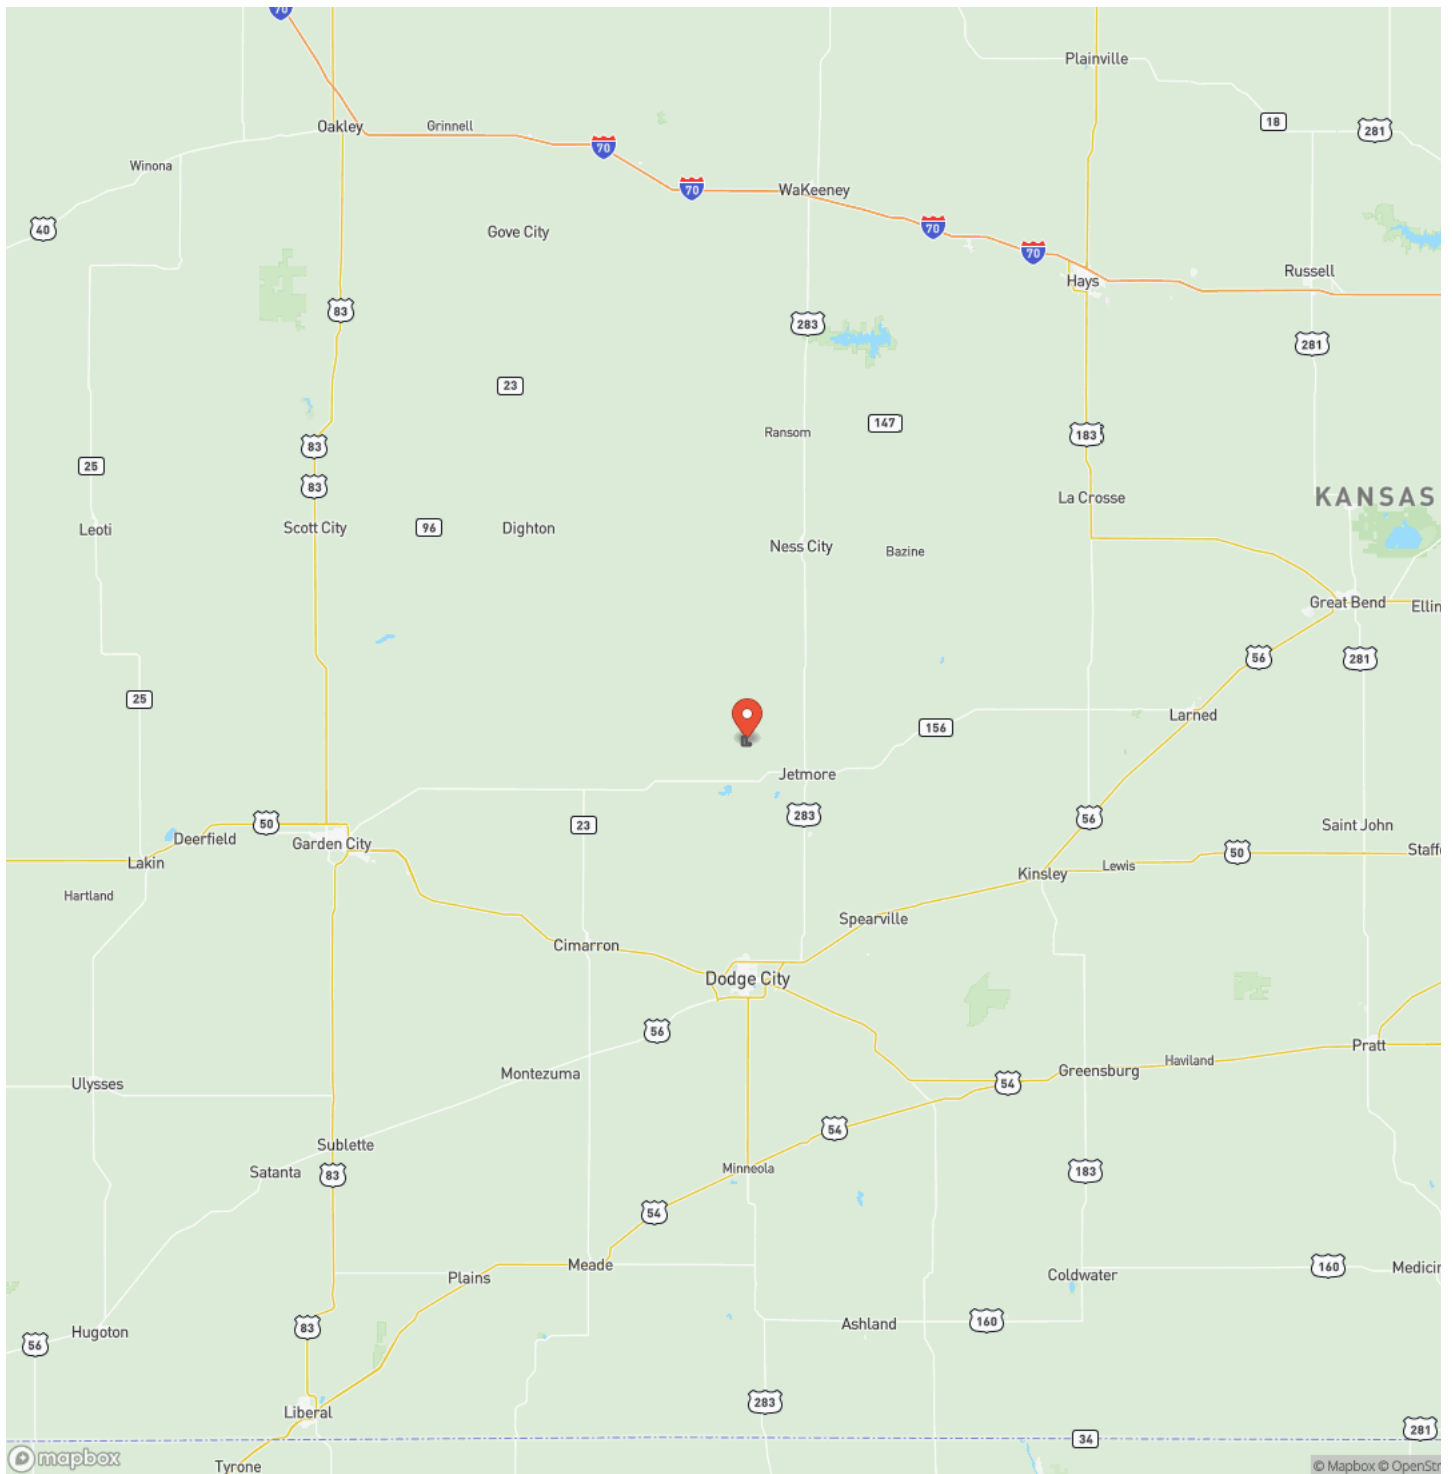 70
Plainville
18
281
Oakley
Grinnell
70
Winona
70
WaKeeney
40
Gove City
70
70
Hays
Russell
83
283
281
23
147
Ransom
183
83
25
83
La Crosse
KANSAS
Leoti
Scott City
96
Dighton
Ness City
Bazine
Great Bend
Ellin
56
281
25
156
Larned
Jetmore
283
56
Saint John
50
23
Deerfield
Garden City
50
Staffo
Lakin
Lewis
Kinsley
Hartland
Spearville
Cimarron
Dodge City
56
Pratt
Haviland
Montezuma
Greensburg
Ulysses
54
54
Sublette
Minneola
Satanta
83
183
54
Meade
160
Medicin
Plains
Coldwater
Hugoton
83
Ashland
160
56
283
Liberal
281
34
mapbox
Tyrone
© Mapbox © OpenStr